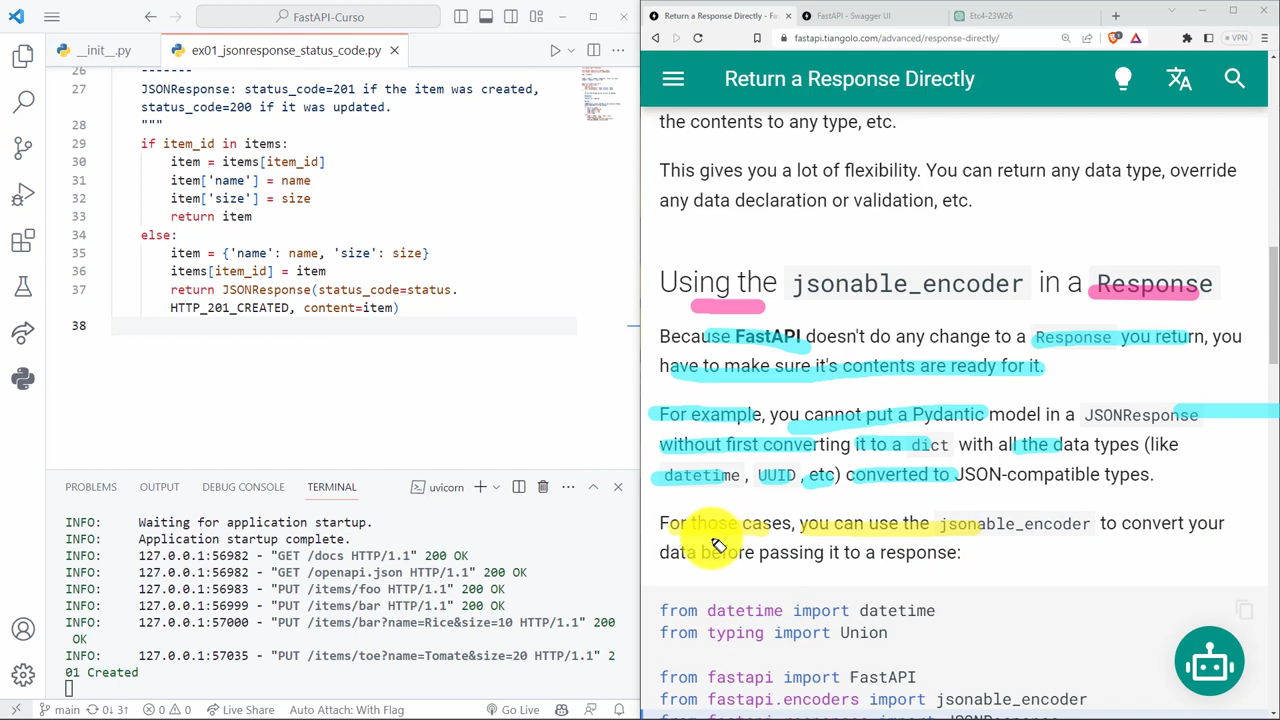 FastAPI-Curso
__init__.py
ex01_jsonresponse_status_code.py
26 -------
27 JSONResponse: status_code=201 if the item was created,
status_code=200 if it was updated.
28 """
29 if item_id in items:
30 item = items[item_id]
31 item['name'] = name
32 item['size'] = size
33 return item
34 else:
35 item = {'name': name, 'size': size}
36 items[item_id] = item
37 return JSONResponse(status_code=status.
HTTP_201_CREATED, content=item)
38
PROBLEMS OUTPUT DEBUG CONSOLE TERMINAL uvicorn
INFO: Waiting for application startup.
INFO: Application startup complete.
INFO: 127.0.0.1:56982 - "GET /docs HTTP/1.1" 200 OK
INFO: 127.0.0.1:56982 - "GET /openapi.json HTTP/1.1" 200 OK
INFO: 127.0.0.1:56983 - "PUT /items/foo HTTP/1.1" 200 OK
INFO: 127.0.0.1:56999 - "PUT /items/bar HTTP/1.1" 200 OK
INFO: 127.0.0.1:57000 - "PUT /items/bar?name=Rice&size=10 HTTP/1.1" 200
OK
INFO: 127.0.0.1:57035 - "PUT /items/toe?name=Tomate&size=20 HTTP/1.1" 2
01 Created
main 04:31 0 0 Live Share Auto Attach: With Flag Go Live
Return a Response Directly - Fas
FastAPI - Swagger UI
Etc4-23W26
fastapi.tiangolo.com/advanced/response-directly/
VPN
Return a Response Directly
the contents to any type, etc.
This gives you a lot of flexibility. You can return any data type, override
any data declaration or validation, etc.
Using the jsonable_encoder in a Response
Because FastAPI doesn't do any change to a Response you return, you
have to make sure it's contents are ready for it.
For example, you cannot put a Pydantic model in a JSONResponse
without first converting it to a dict with all the data types (like
datetime, UUID, etc) converted to JSON-compatible types.
For those cases, you can use the jsonable_encoder to convert your
data before passing it to a response:
from datetime import datetime
from typing import Union
from fastapi import FastAPI
from fastapi.encoders import jsonable_encoder